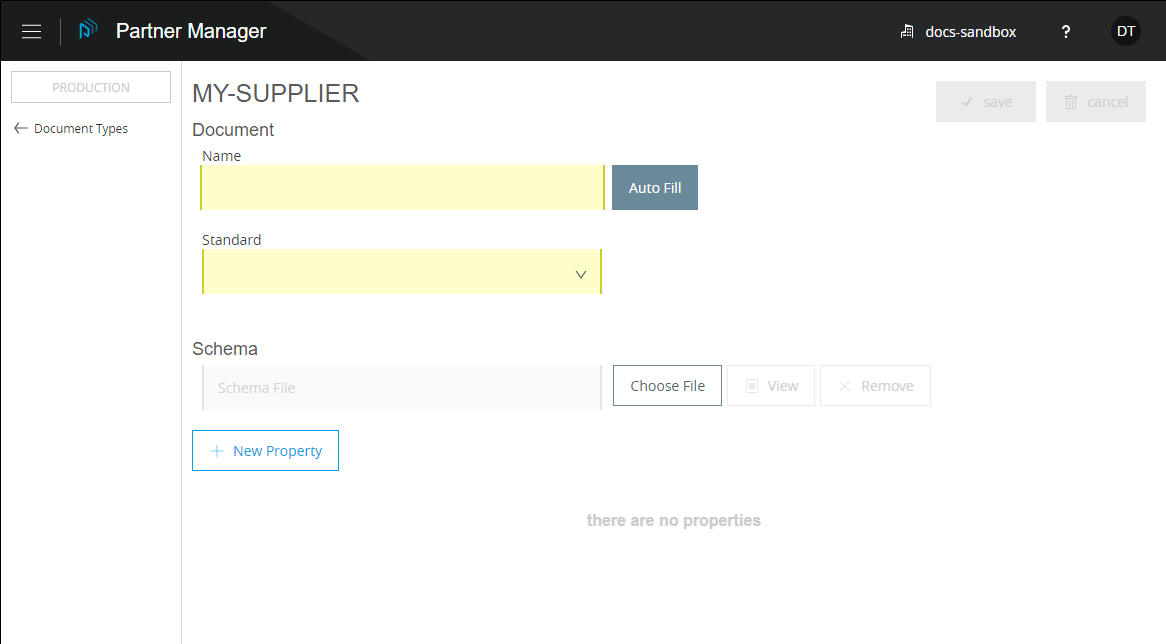 Partner Manager
docs-sandbox
?
DT
PRODUCTION
Document Types
MY-SUPPLIER
save
cancel
Document
Name
Auto Fill
Standard
Schema
Schema File
Choose File
View
Remove
New Property
there are no properties